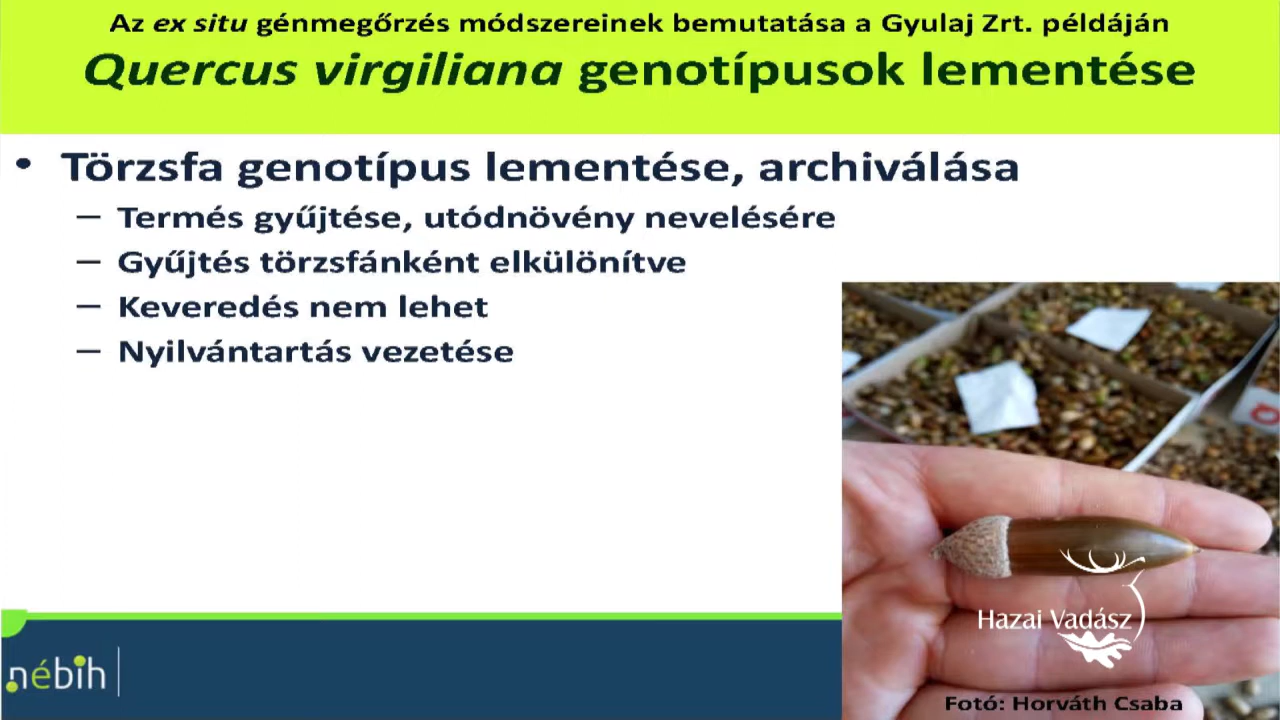 Az ex situ génmegőrzés módszereinek bemutatása a Gyulaj Zrt. példáján
Quercus virgiliana genotípusok lementése
• Törzsfa genotípus lementése, archiválása
– Termés gyűjtése, utódnövény nevelésére
– Gyűjtés törzsfánként elkülönítve
– Keveredés nem lehet
– Nyilvántartás vezetése
Hazai Vadász
nébih
Fotó: Horváth Csaba